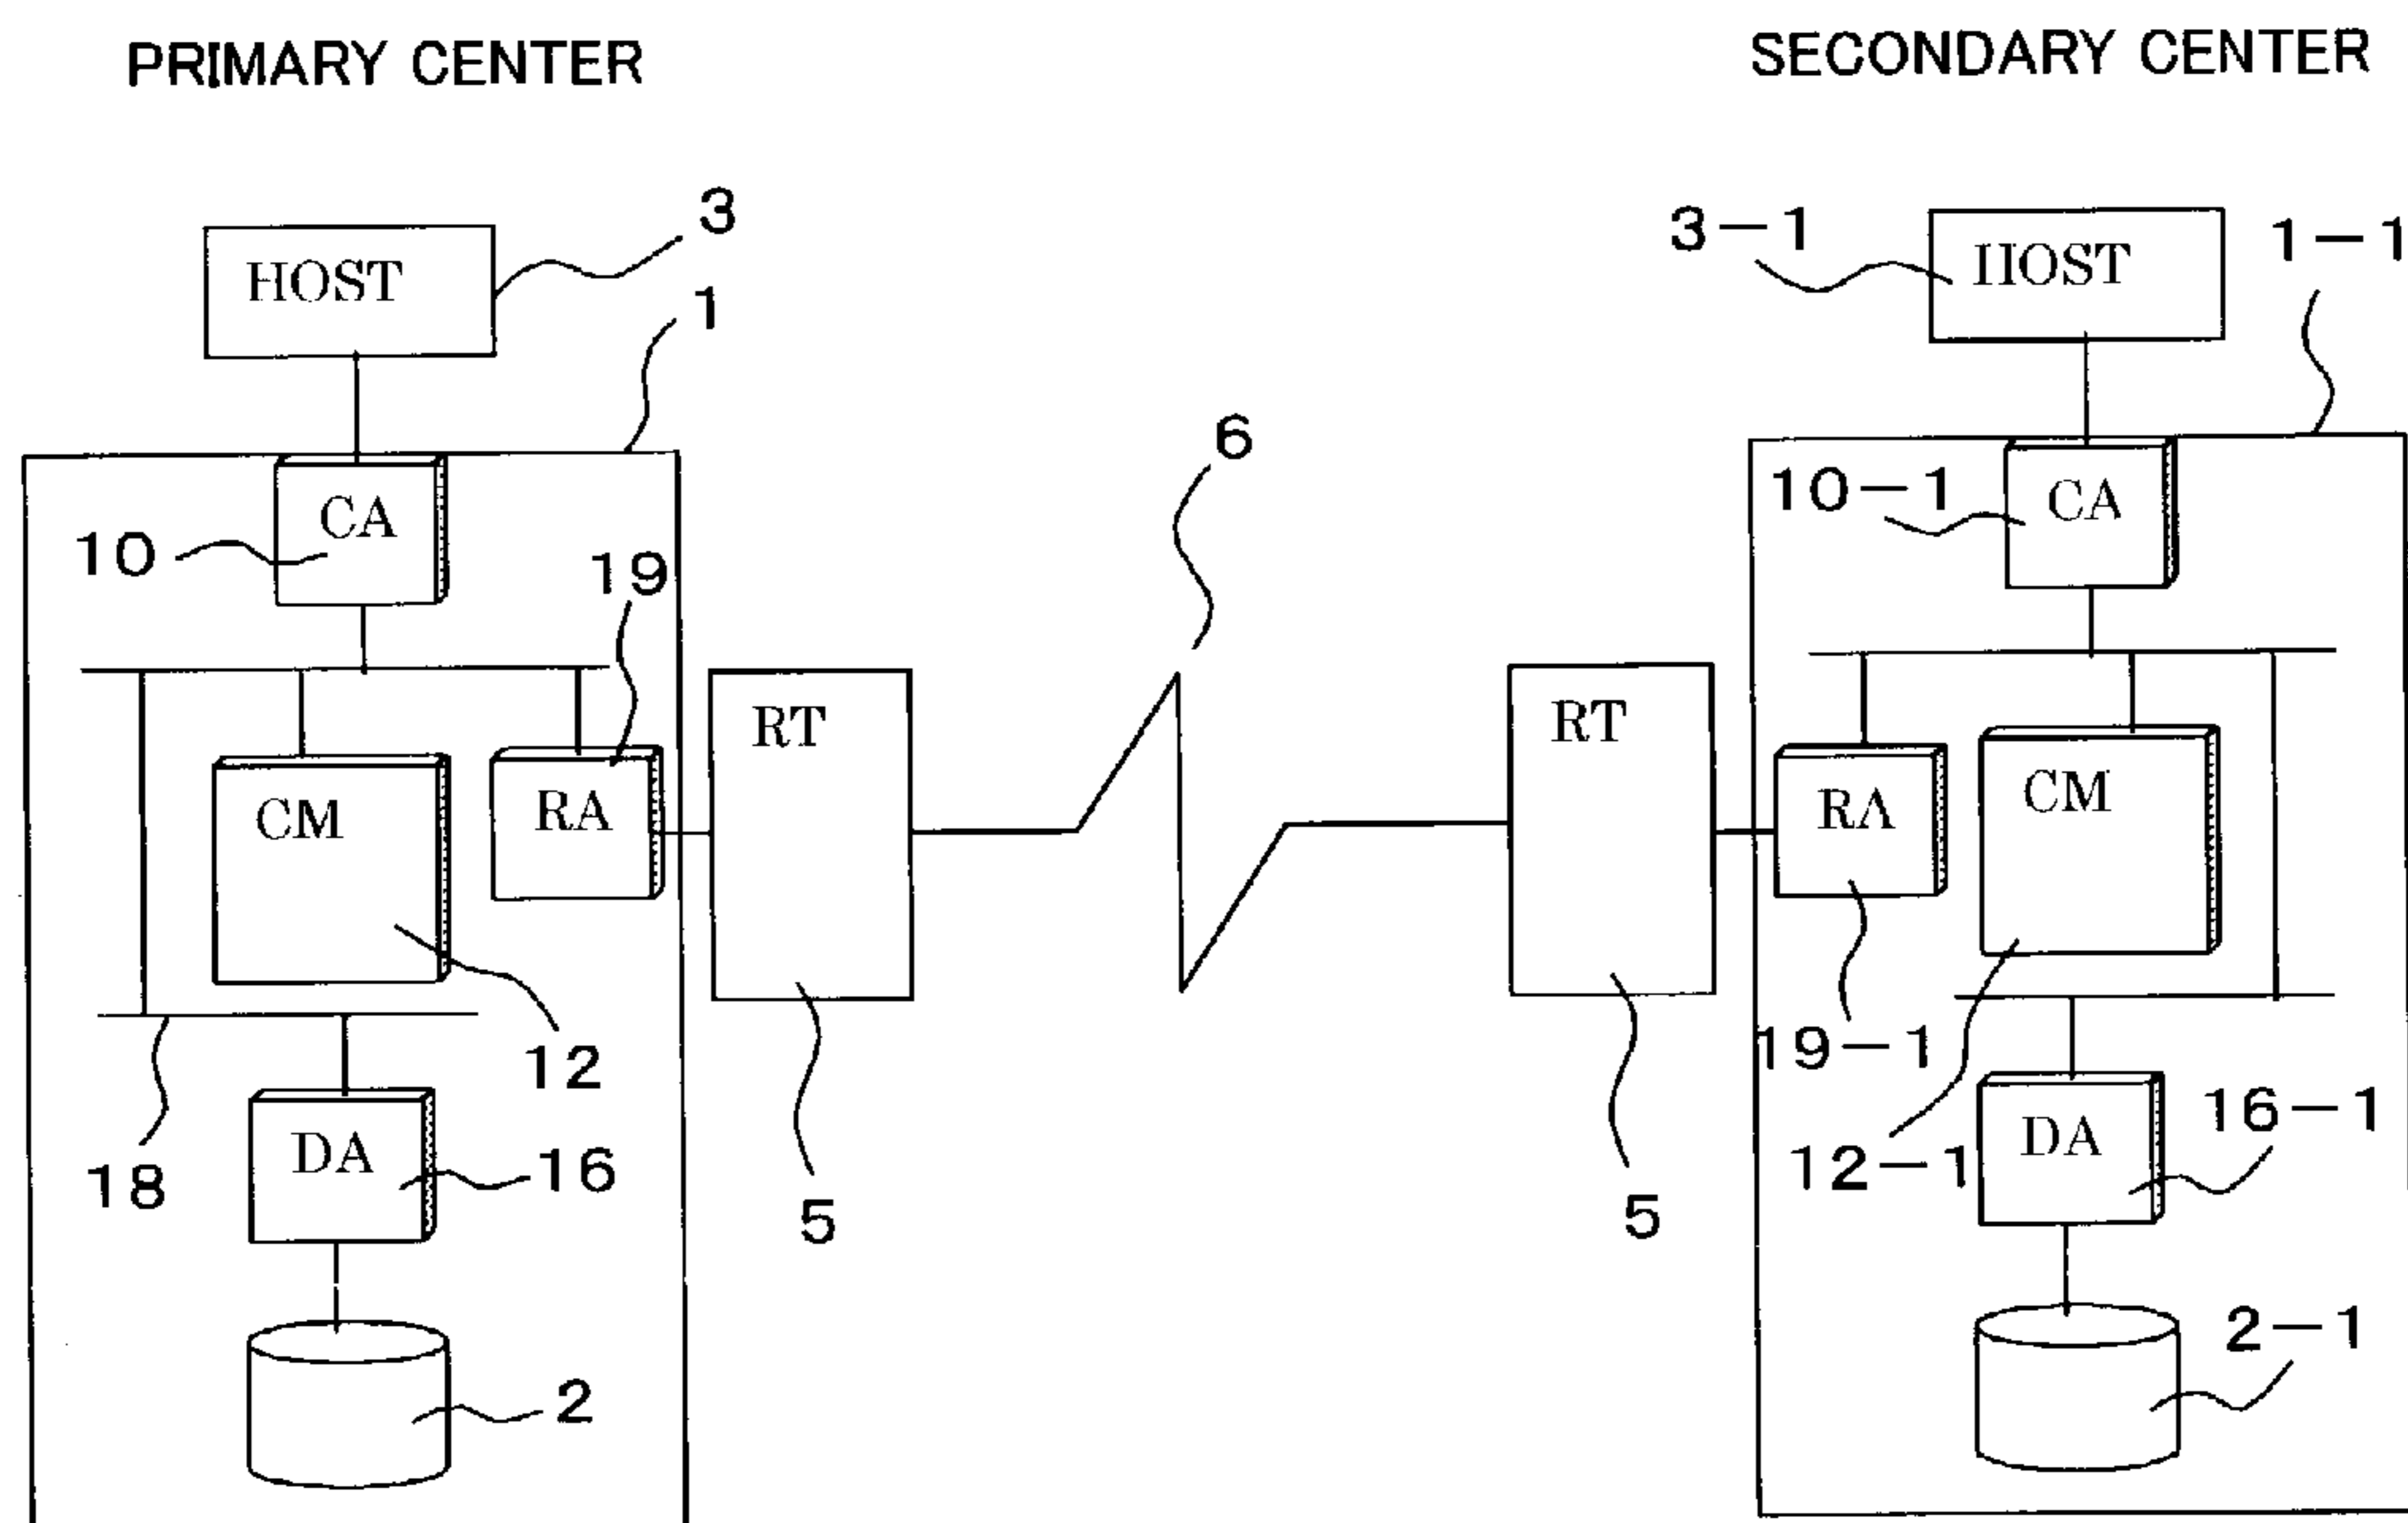 PRIMARY CENTER
SECONDARY CENTER
3
HOST
3-1
HOST
1-1
1
6
CA
10
19
10-1
CA
RT
RT
CM
RA
RA
CM
12
19-1
DA
16
18
5
5
12-1
DA
16-1
2
2-1